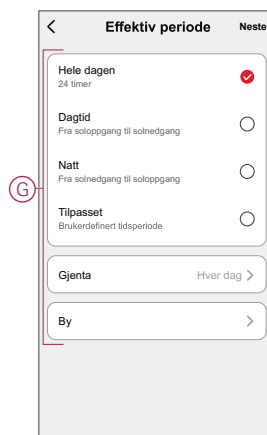 Effektiv periode Neste
Hele dagen
24 timer
Dagtid
Fra soloppgang til solnedgang
Natt
Fra solnedgang til soloppgang
G
Tilpasset
Brukerdefinert tidsperiode
Gjenta Hver dag
By